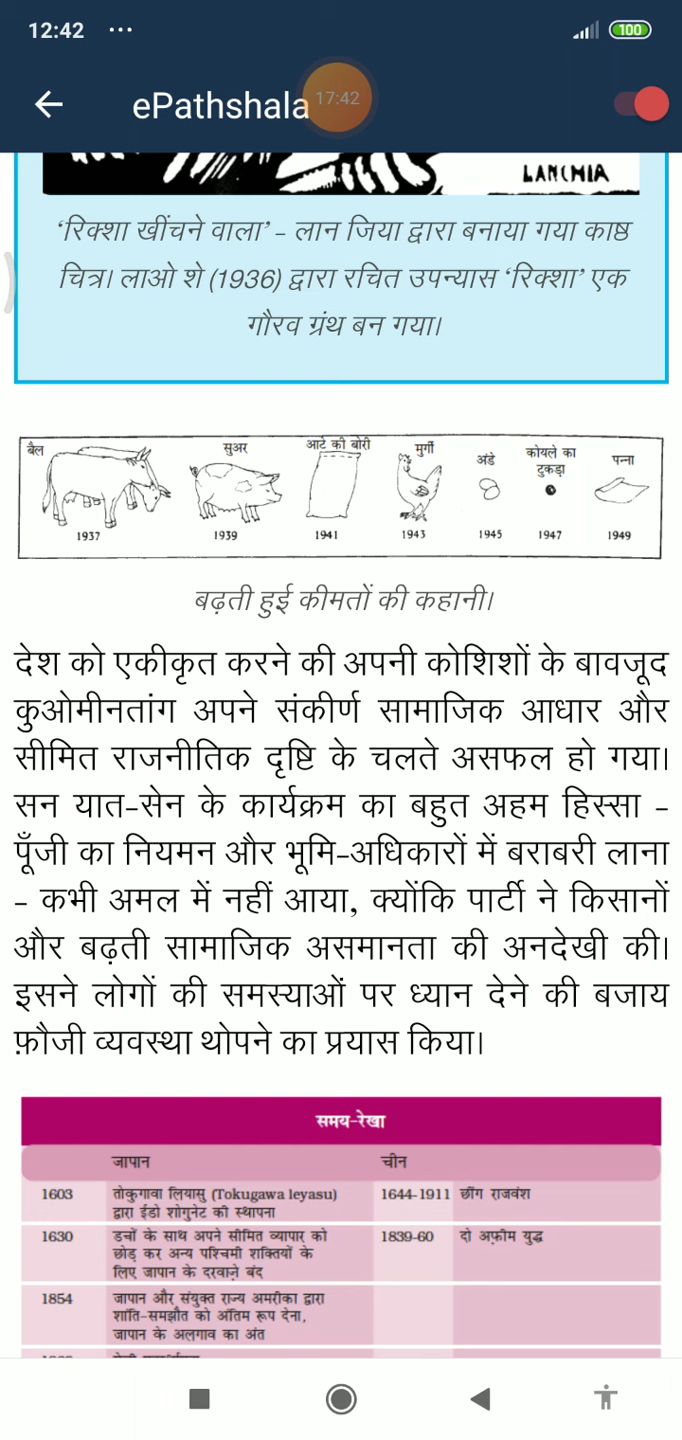 12:42 ...
100
ePathshala
17:42
LANCHIA
‘रिक्शा खींचने वाला’ – लान जिया द्वारा बनाया गया काष्ठ
चित्र। लाओ शे (1936) द्वारा रचित उपन्यास ‘रिक्शा’ एक
गौरव ग्रंथ बन गया।
बैल सुअर आटे की बोरी मुर्गी अंडे कोयले का टुकड़ा पन्ना
1937 1939 1941 1943 1945 1947 1949
बढ़ती हुई कीमतों की कहानी।
देश को एकीकृत करने की अपनी कोशिशों के बावजूद
कुओमीनतांग अपने संकीर्ण सामाजिक आधार और
सीमित राजनीतिक दृष्टि के चलते असफल हो गया।
सन यात-सेन के कार्यक्रम का बहुत अहम हिस्सा –
पूँजी का नियमन और भूमि-अधिकारों में बराबरी लाना
– कभी अमल में नहीं आया, क्योंकि पार्टी ने किसानों
और बढ़ती सामाजिक असमानता की अनदेखी की।
इसने लोगों की समस्याओं पर ध्यान देने की बजाय
फ़ौजी व्यवस्था थोपने का प्रयास किया।
समय-रेखा
जापान चीन
1603 तोकुगावा लियासु (Tokugawa Ieyasu) 1644-1911 छींग राजवंश
द्वारा ईडो शोगुनेट की स्थापना
1630 डचों के साथ अपने सीमित व्यापार को 1839-60 दो अफ़ीम युद्ध
छोड़ कर अन्य पश्चिमी शक्तियों के
लिए जापान के दरवाज़े बंद
1854 जापान और संयुक्त राज्य अमरीका द्वारा
शांति-समझौते को अंतिम रूप देना,
जापान के अलगाव का अंत